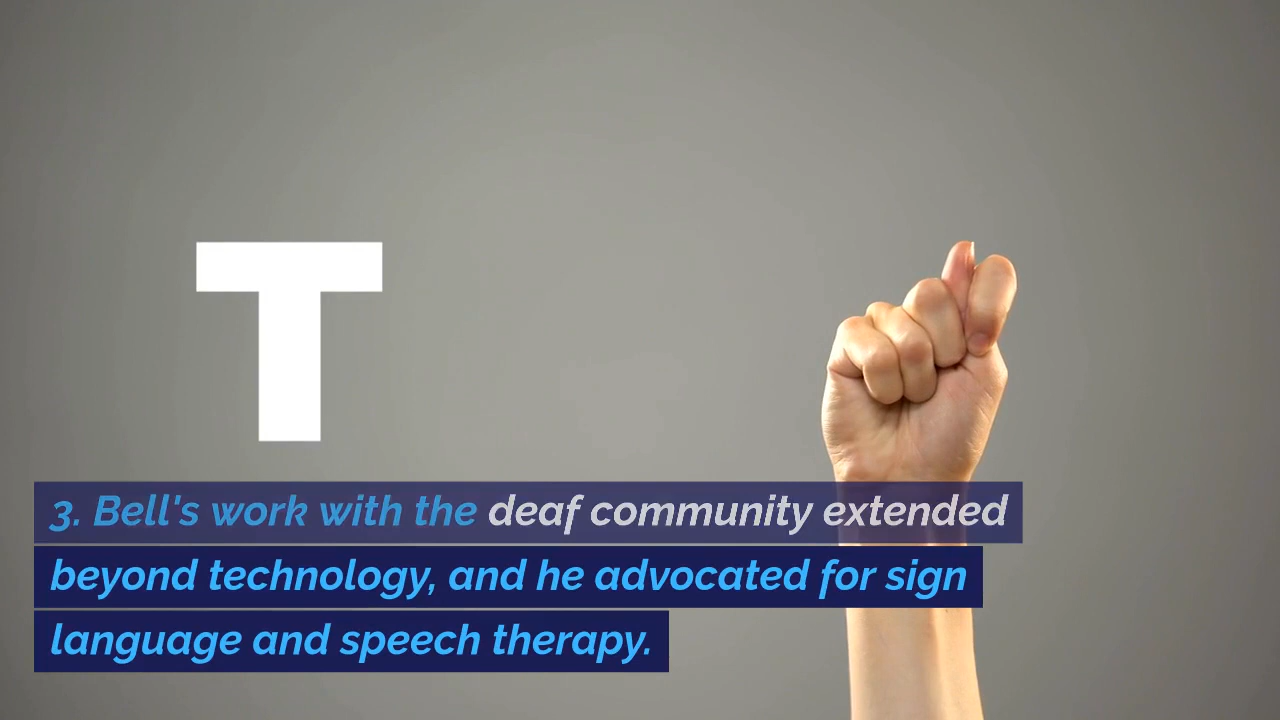 T
3. Bell's work with the deaf community extended
beyond technology, and he advocated for sign
language and speech therapy.